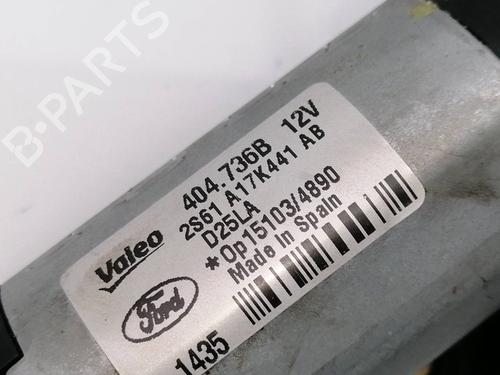 B-PARTS
Valeo
Ford
404.736B 12V
2S61 A17K441 AB
D25LA
*Op15103/4890
Made In Spain
1435